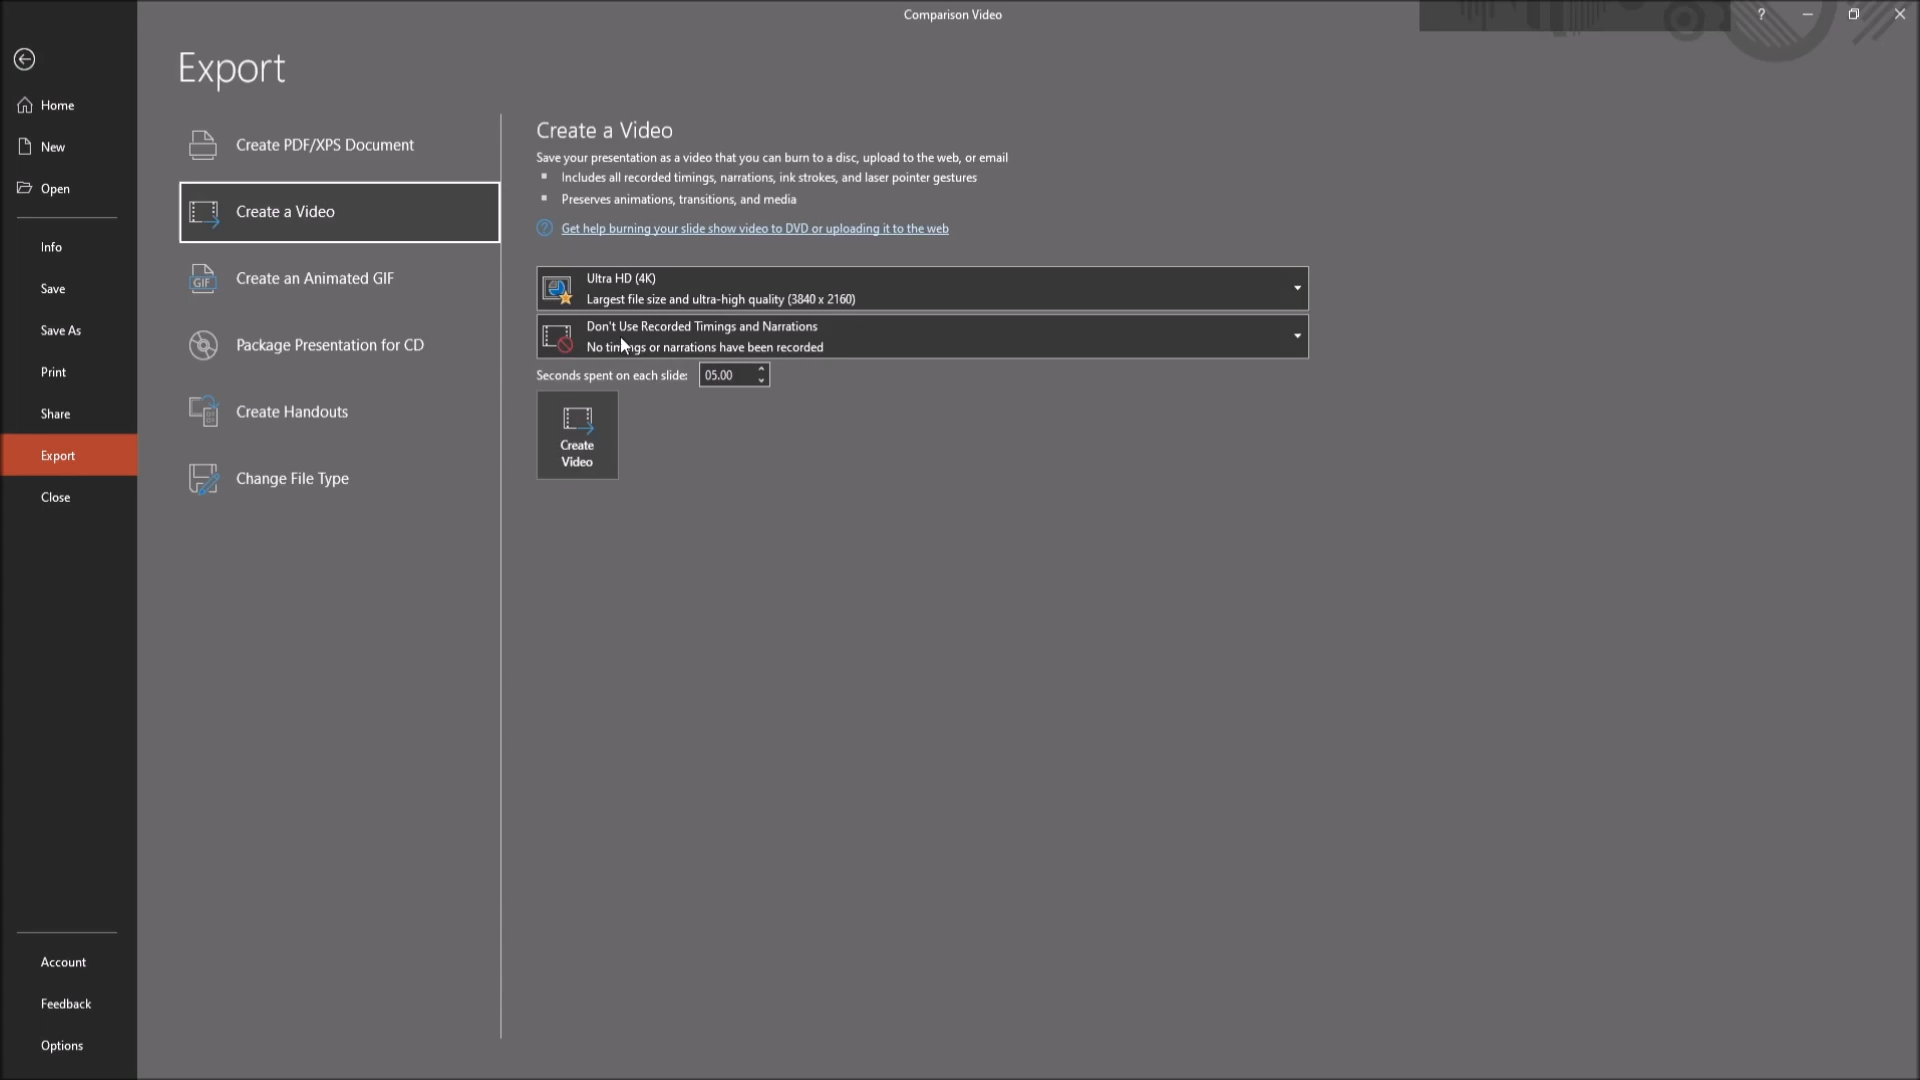 Comparison Video
?
Export
Home
New
Open
Info
Save
Save As
Print
Share
Export
Close
Account
Feedback
Options
Create PDF/XPS Document
Create a Video
GIF
Create an Animated GIF
Package Presentation for CD
Create Handouts
Change File Type
Create a Video
Save your presentation as a video that you can burn to a disc, upload to the web, or email
Includes all recorded timings, narrations, ink strokes, and laser pointer gestures
Preserves animations, transitions, and media
? Get help burning your slide show video to DVD or uploading it to the web
Ultra HD (4K)
Largest file size and ultra-high quality (3840 x 2160)
Don't Use Recorded Timings and Narrations
No timings or narrations have been recorded
Seconds spent on each slide: 05.00
Create
Video